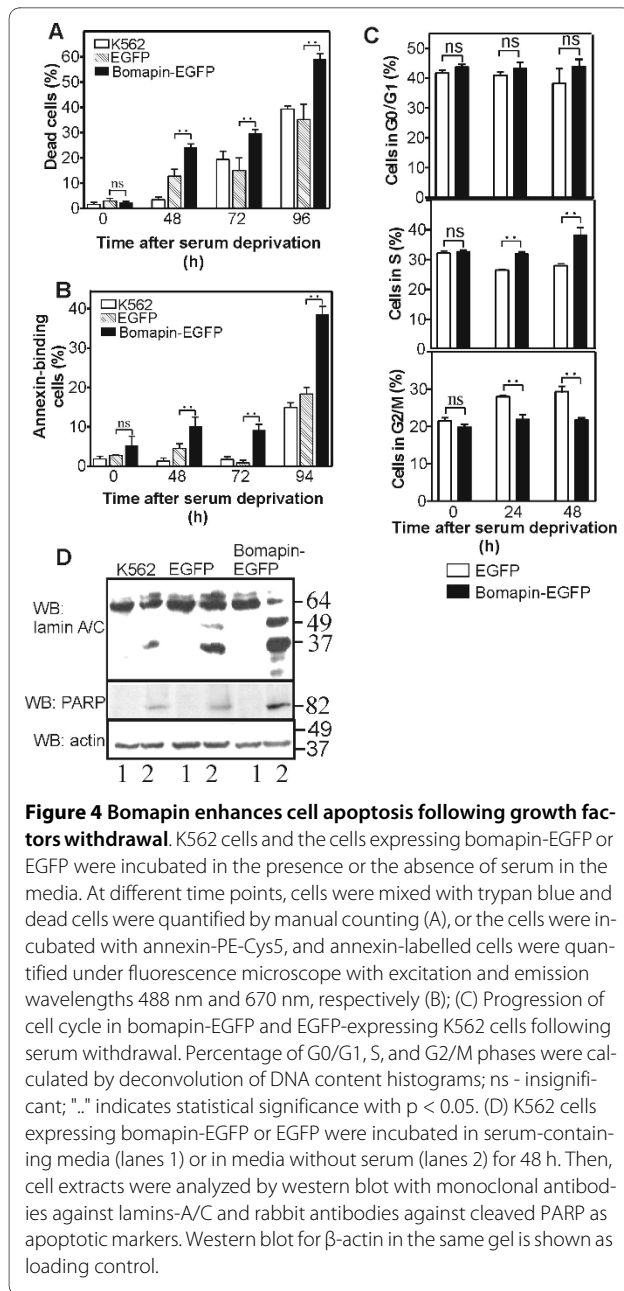 A
K562
EGFP
Bomapin-EGFP
Dead cells (%)
60
50
40
30
20
10
0
ns
..
..
..
0 48 72 96
Time after serum deprivation
(h)
B
K562
EGFP
Bomapin-EGFP
Annexin-binding
cells (%)
40
30
20
10
0
ns
..
..
..
0 48 72 94
Time after serum deprivation
(h)
C
Cells in G0/G1 (%)
50
40
30
20
10
0
ns ns ns
Cells in S (%)
40
30
20
10
0
ns .. ..
Cells in G2/M (%)
30
20
10
0
ns .. ..
0 24 48
Time after serum deprivation
(h)
EGFP
Bomapin-EGFP
D
Bomapin-
K562 EGFP EGFP
WB:
lamin A/C
64
49
37
WB: PARP
82
WB: actin
49
37
1 2 1 2 1 2
Figure 4 Bomapin enhances cell apoptosis following growth fac-
tors withdrawal. K562 cells and the cells expressing bomapin-EGFP or
EGFP were incubated in the presence or the absence of serum in the
media. At different time points, cells were mixed with trypan blue and
dead cells were quantified by manual counting (A), or the cells were in-
cubated with annexin-PE-Cys5, and annexin-labelled cells were quan-
tified under fluorescence microscope with excitation and emission
wavelengths 488 nm and 670 nm, respectively (B); (C) Progression of
cell cycle in bomapin-EGFP and EGFP-expressing K562 cells following
serum withdrawal. Percentage of G0/G1, S, and G2/M phases were cal-
culated by deconvolution of DNA content histograms; ns - insignifi-
cant; ".." indicates statistical significance with p < 0.05. (D) K562 cells
expressing bomapin-EGFP or EGFP were incubated in serum-contain-
ing media (lanes 1) or in media without serum (lanes 2) for 48 h. Then,
cell extracts were analyzed by western blot with monoclonal antibod-
ies against lamins-A/C and rabbit antibodies against cleaved PARP as
apoptotic markers. Western blot for β-actin in the same gel is shown as
loading control.